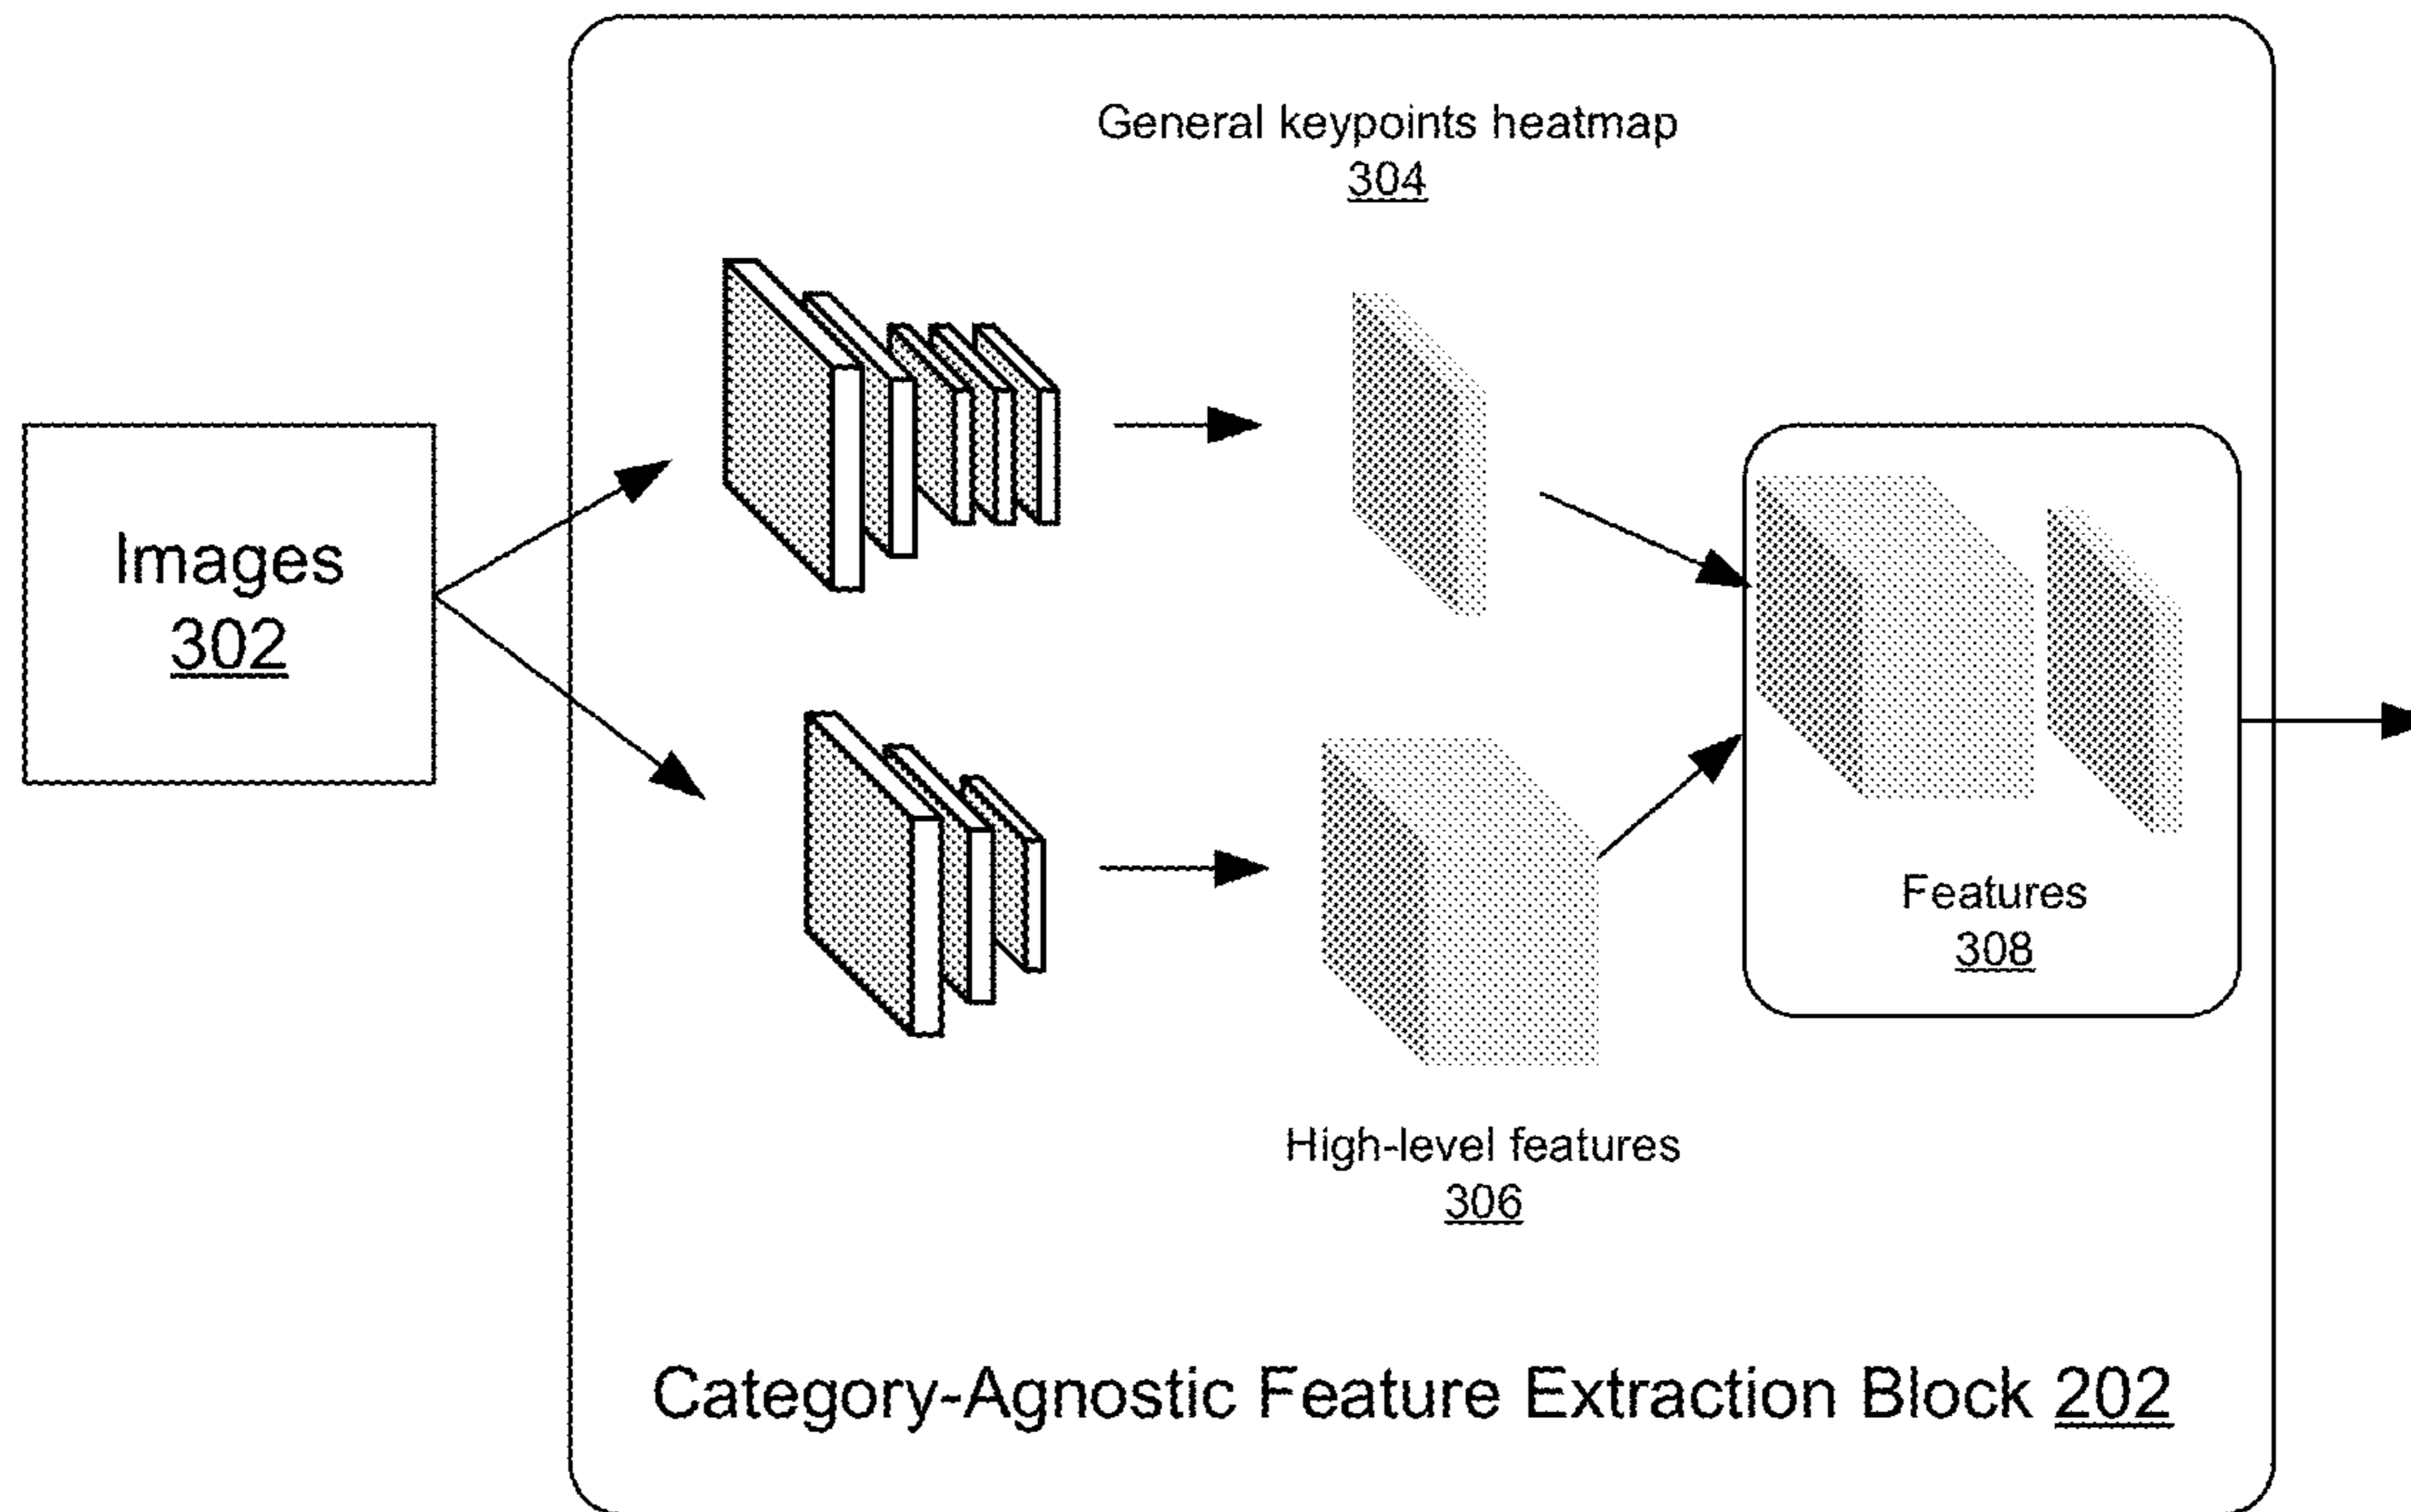 General keypoints heatmap
304
Images
302
Features
308
High-level features
306
Category-Agnostic Feature Extraction Block 202